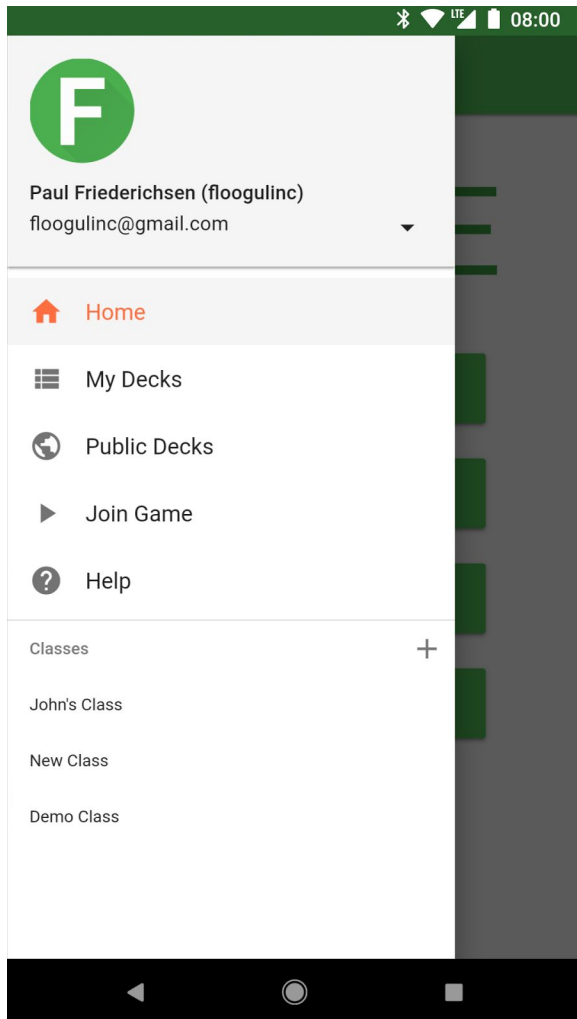 LTE 08:00
F
Paul Friederichsen (floogulinc)
floogulinc@gmail.com
Home
My Decks
Public Decks
Join Game
Help
Classes
John's Class
New Class
Demo Class